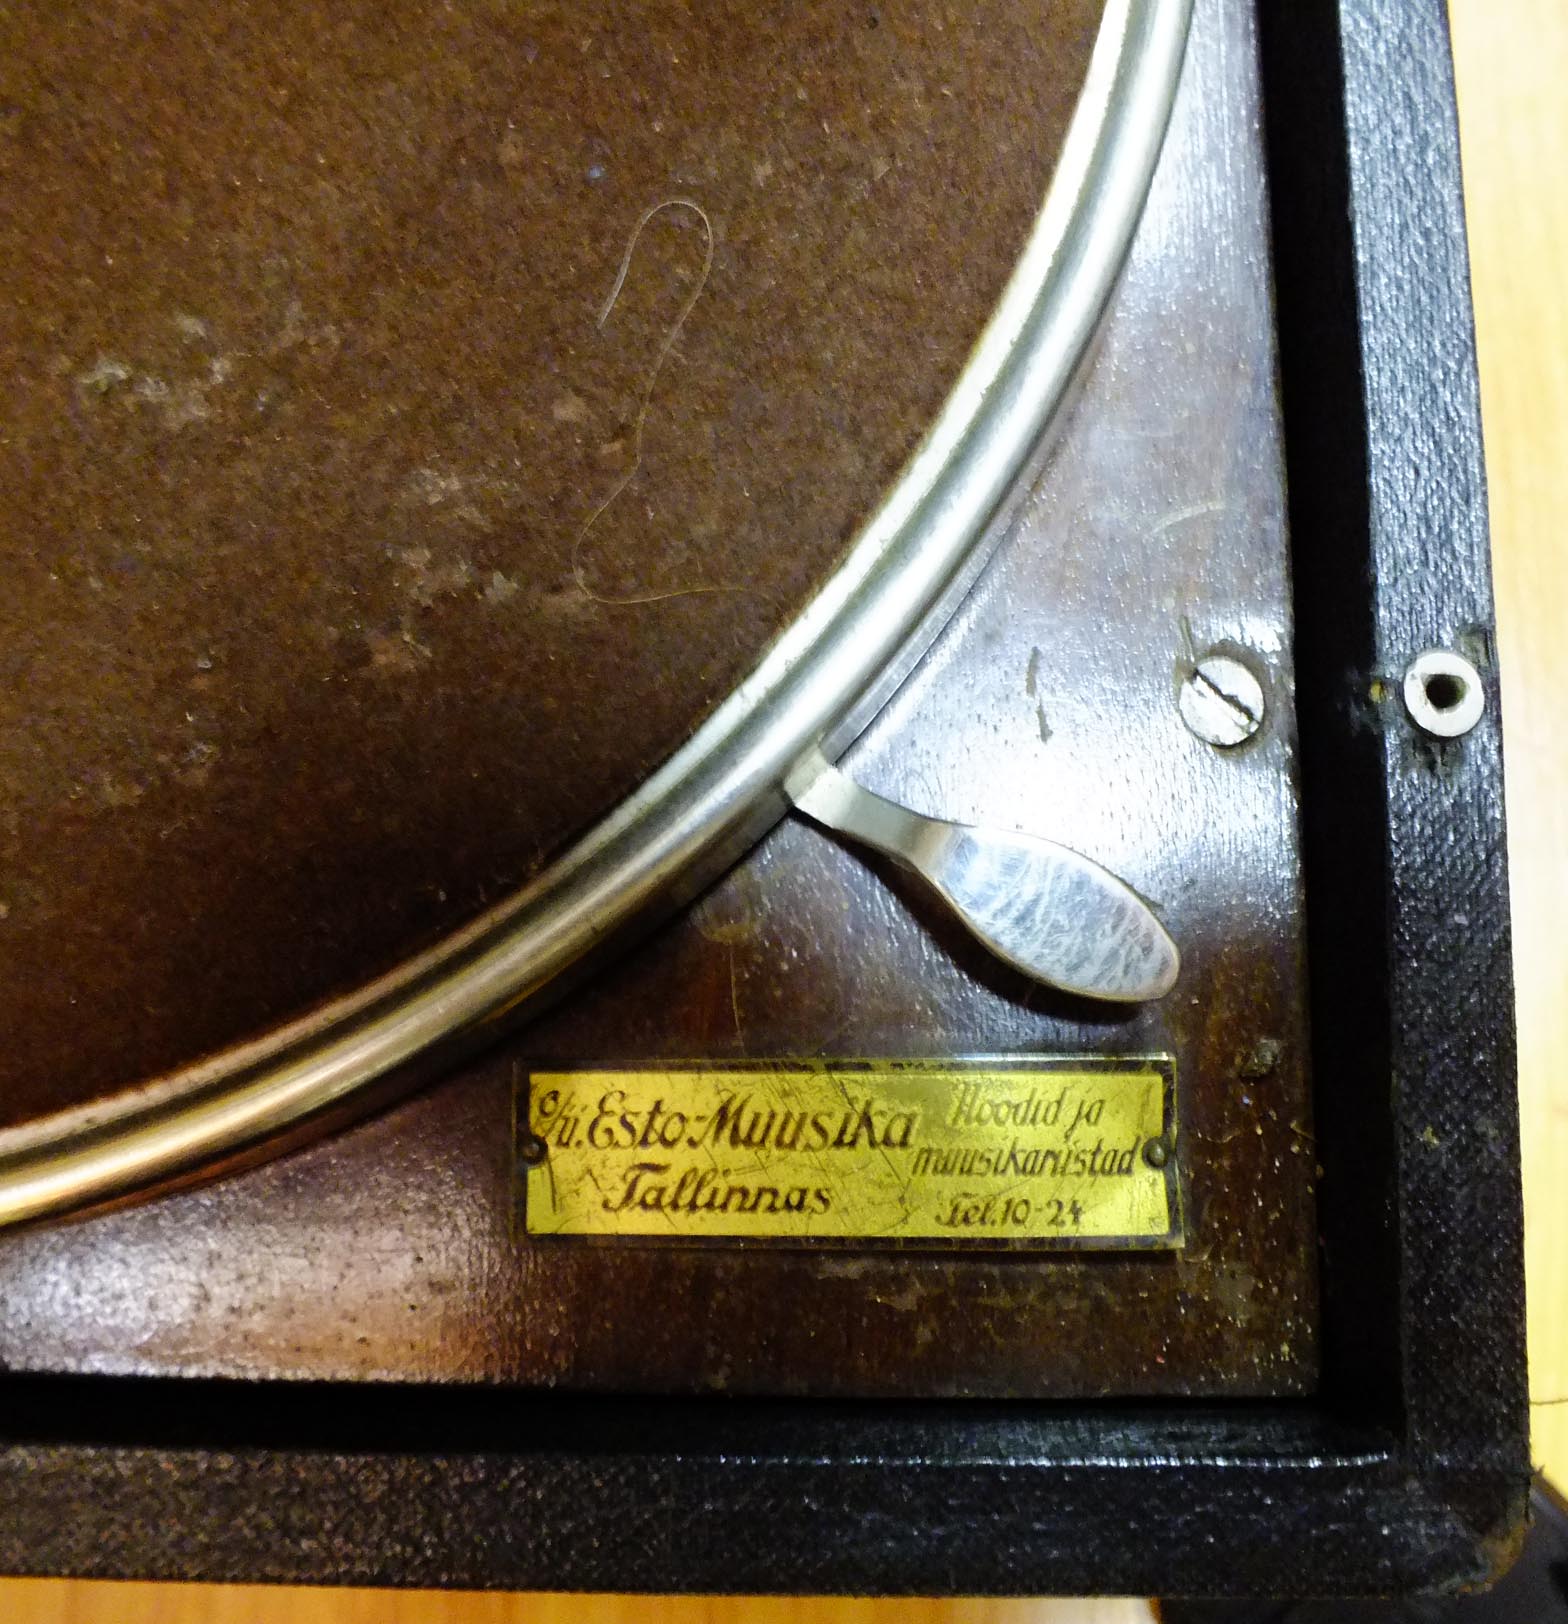 O/Ü. Esto-Muusika
Tallinnas
Noodid ja
muusikariistad
Tel. 10-24